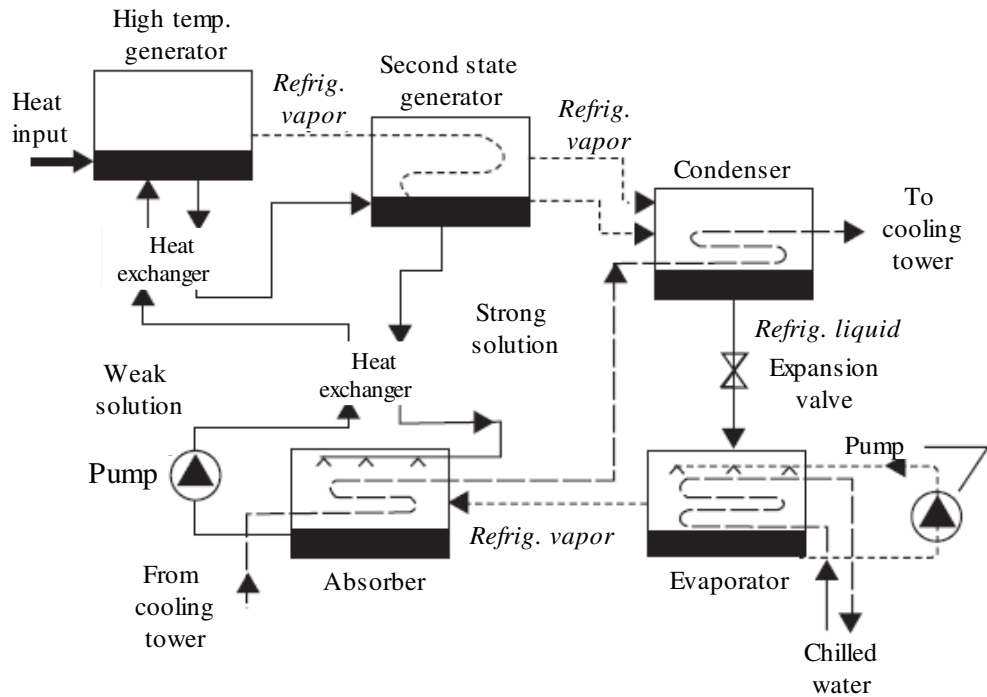 High temp.
generator
Heat
input
Refrig.
vapor
Second state
generator
Refrig.
vapor
Condenser
To
cooling
tower
Heat
exchanger
Strong
solution
Refrig. liquid
Expansion
valve
Heat
exchanger
Weak
solution
Pump
Pump
Refrig. vapor
Absorber
Evaporator
From
cooling
tower
Chilled
water